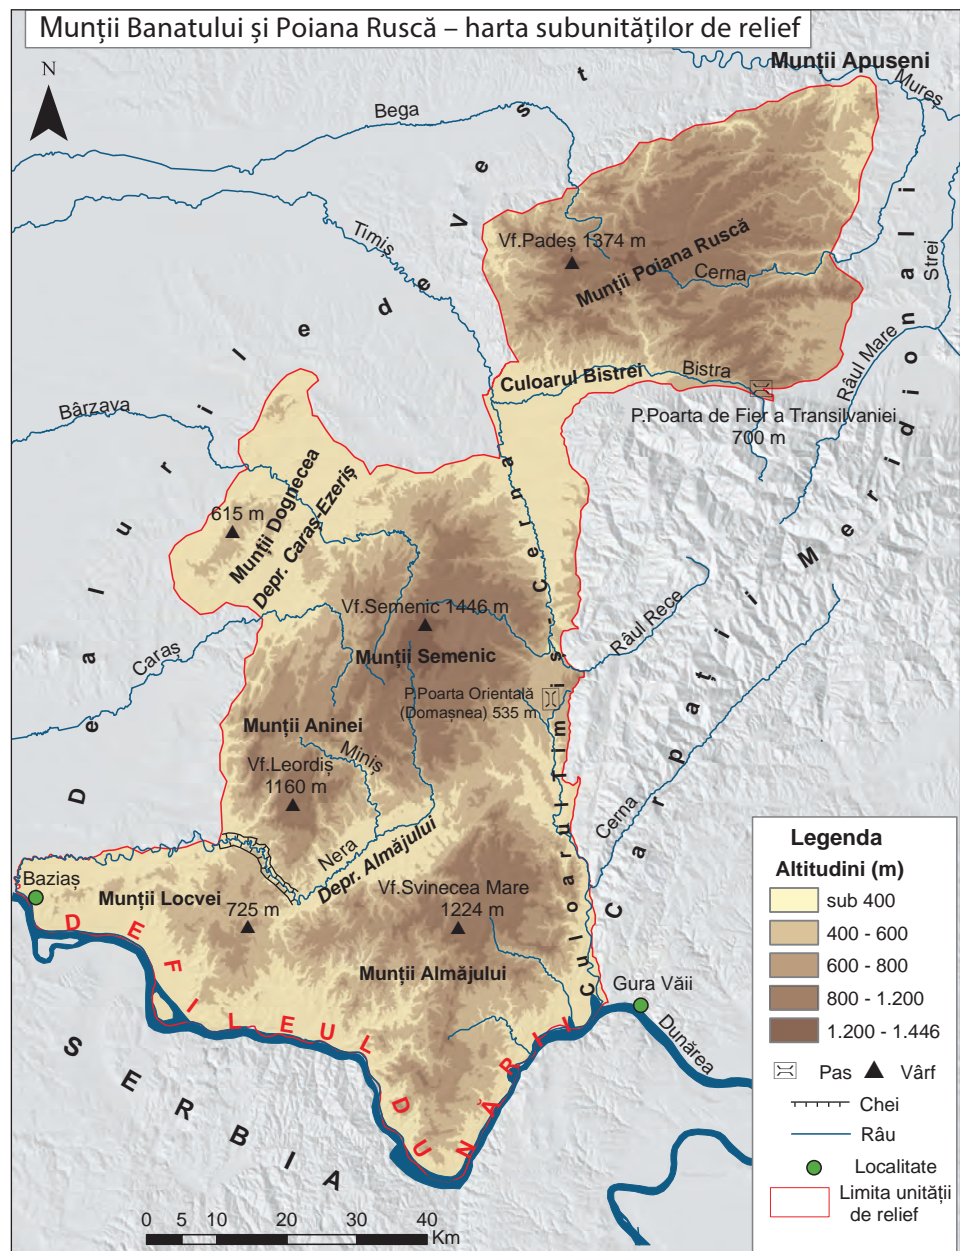 Munții Banatului și Poiana Ruscă – harta subunităților de relief
N
Munții Apuseni
Mureș
Bega
Dealurile de Vest
Timiș
Strei
Vf.Padeș 1374 m
Munții Poiana Ruscă
Cerna
Râul Mare
Culoarul Bistrei
Bistra
P.Poarta de Fier a Transilvaniei
700 m
Bârzava
615 m
Munții Dognecea
Depr. Caraș-Ezeriș
Carpații Meridionali
Culoarul Timiș - Cerna
Vf.Semenic 1446 m
Râul Rece
Caraș
Munții Semenic
P.Poarta Orientală
(Domașnea) 535 m
Munții Aninei
Miniș
Vf.Leordiș
1160 m
Cerna
Nera
Depr. Almăjului
Baziaș
Munții Locvei
725 m
Vf.Svinecea Mare
1224 m
Munții Almăjului
DEFILEUL DUNĂRII
Gura Văii
Dunărea
SERBIA
Legenda
Altitudini (m)
sub 400
400 - 600
600 - 800
800 - 1.200
1.200 - 1.446
Pas
Vârf
Chei
Râu
Localitate
Limita unității
de relief
0 5 10 20 30 40
Km